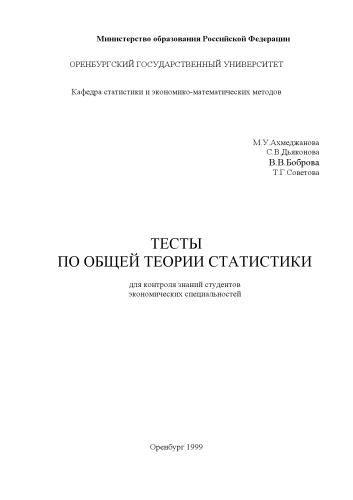 Министерство образования Российской Федерации
ОРЕНБУРГСКИЙ ГОСУДАРСТВЕННЫЙ УНИВЕРСИТЕТ
Кафедра статистики и экономико-математических методов
М.У.Ахмеджанова
С.В.Дьяконова
В.В.Боброва
Т.Г.Советова
ТЕСТЫ
ПО ОБЩЕЙ ТЕОРИИ СТАТИСТИКИ
для контроля знаний студентов
экономических специальностей
Оренбург 1999